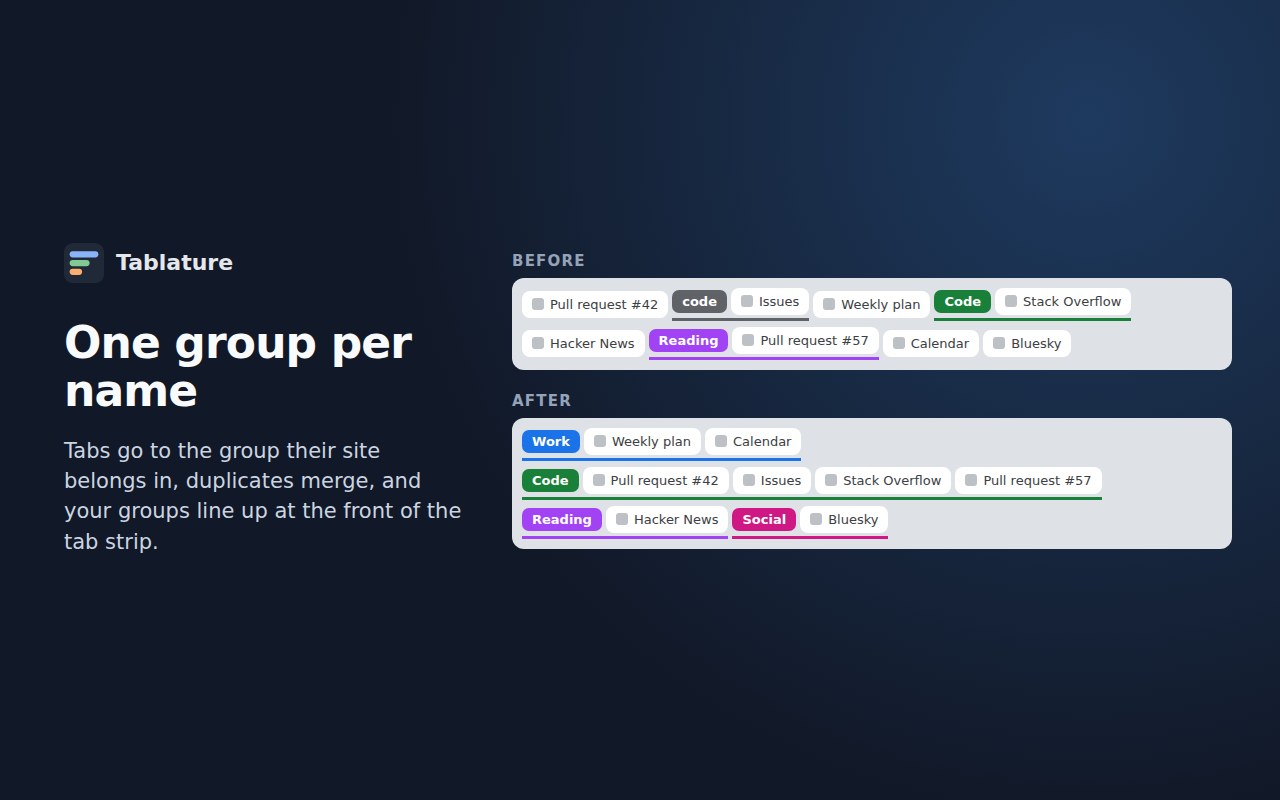 Tablature
One group per
name
Tabs go to the group their site
belongs in, duplicates merge, and
your groups line up at the front of the
tab strip.
BEFORE
Pull request #42 code Issues Weekly plan Code Stack Overflow
Hacker News Reading Pull request #57 Calendar Bluesky
AFTER
Work Weekly plan Calendar
Code Pull request #42 Issues Stack Overflow Pull request #57
Reading Hacker News Social Bluesky